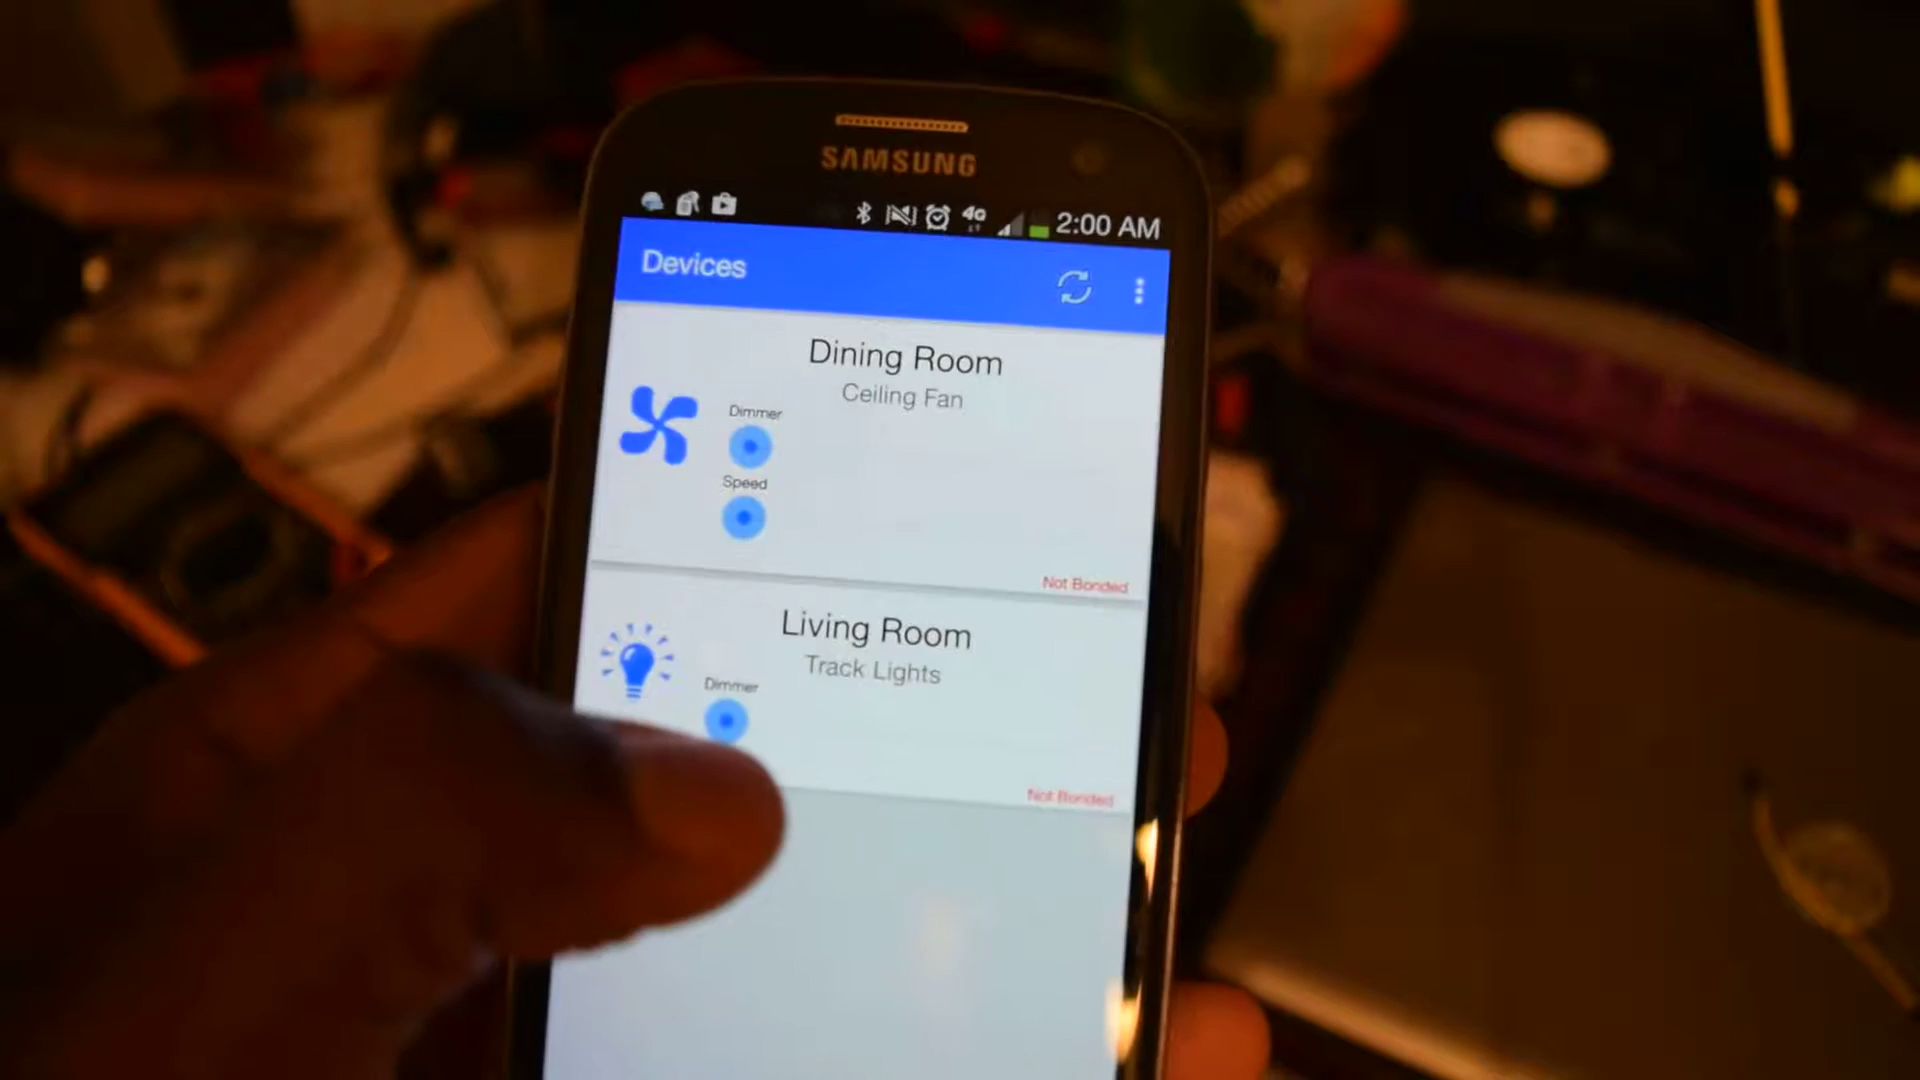 SAMSUNG
4G 2:00 AM
Devices
Dining Room
Ceiling Fan
Dimmer
Speed
Not Bonded
Living Room
Track Lights
Dimmer
Not Bonded